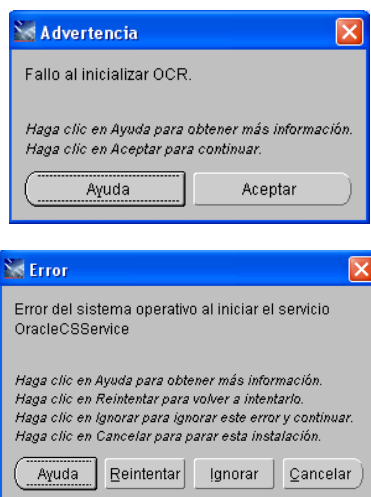 Advertencia
Fallo al inicializar OCR.
Haga clic en Ayuda para obtener más información.
Haga clic en Aceptar para continuar.
Ayuda Aceptar
Error
Error del sistema operativo al iniciar el servicio
OracleCSService
Haga clic en Ayuda para obtener más información.
Haga clic en Reintentar para volver a intentarlo.
Haga clic en Ignorar para ignorar este error y continuar.
Haga clic en Cancelar para parar esta instalación.
Ayuda Reintentar Ignorar Cancelar